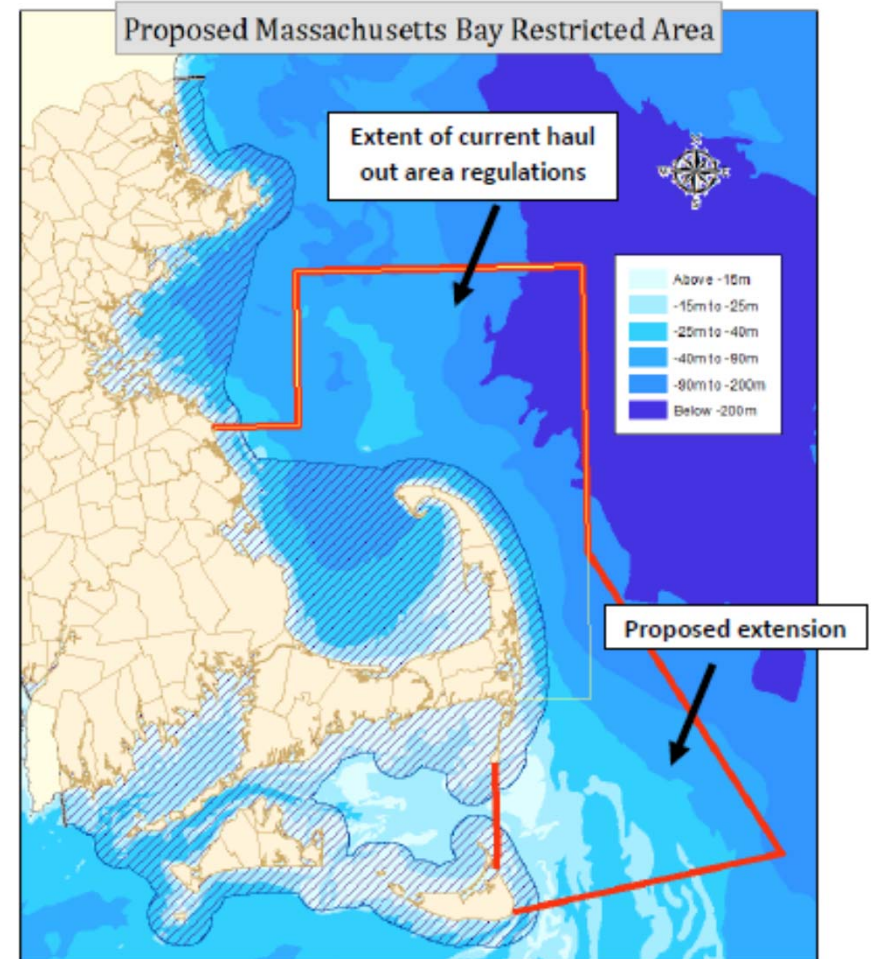 Proposed Massachusetts Bay Restricted Area
Extent of current haul
out area regulations
N
W
E
S
Above -15m
-15m to -25m
-25m to -40m
-40m to -90m
-90m to -200m
Below -200m
Proposed extension